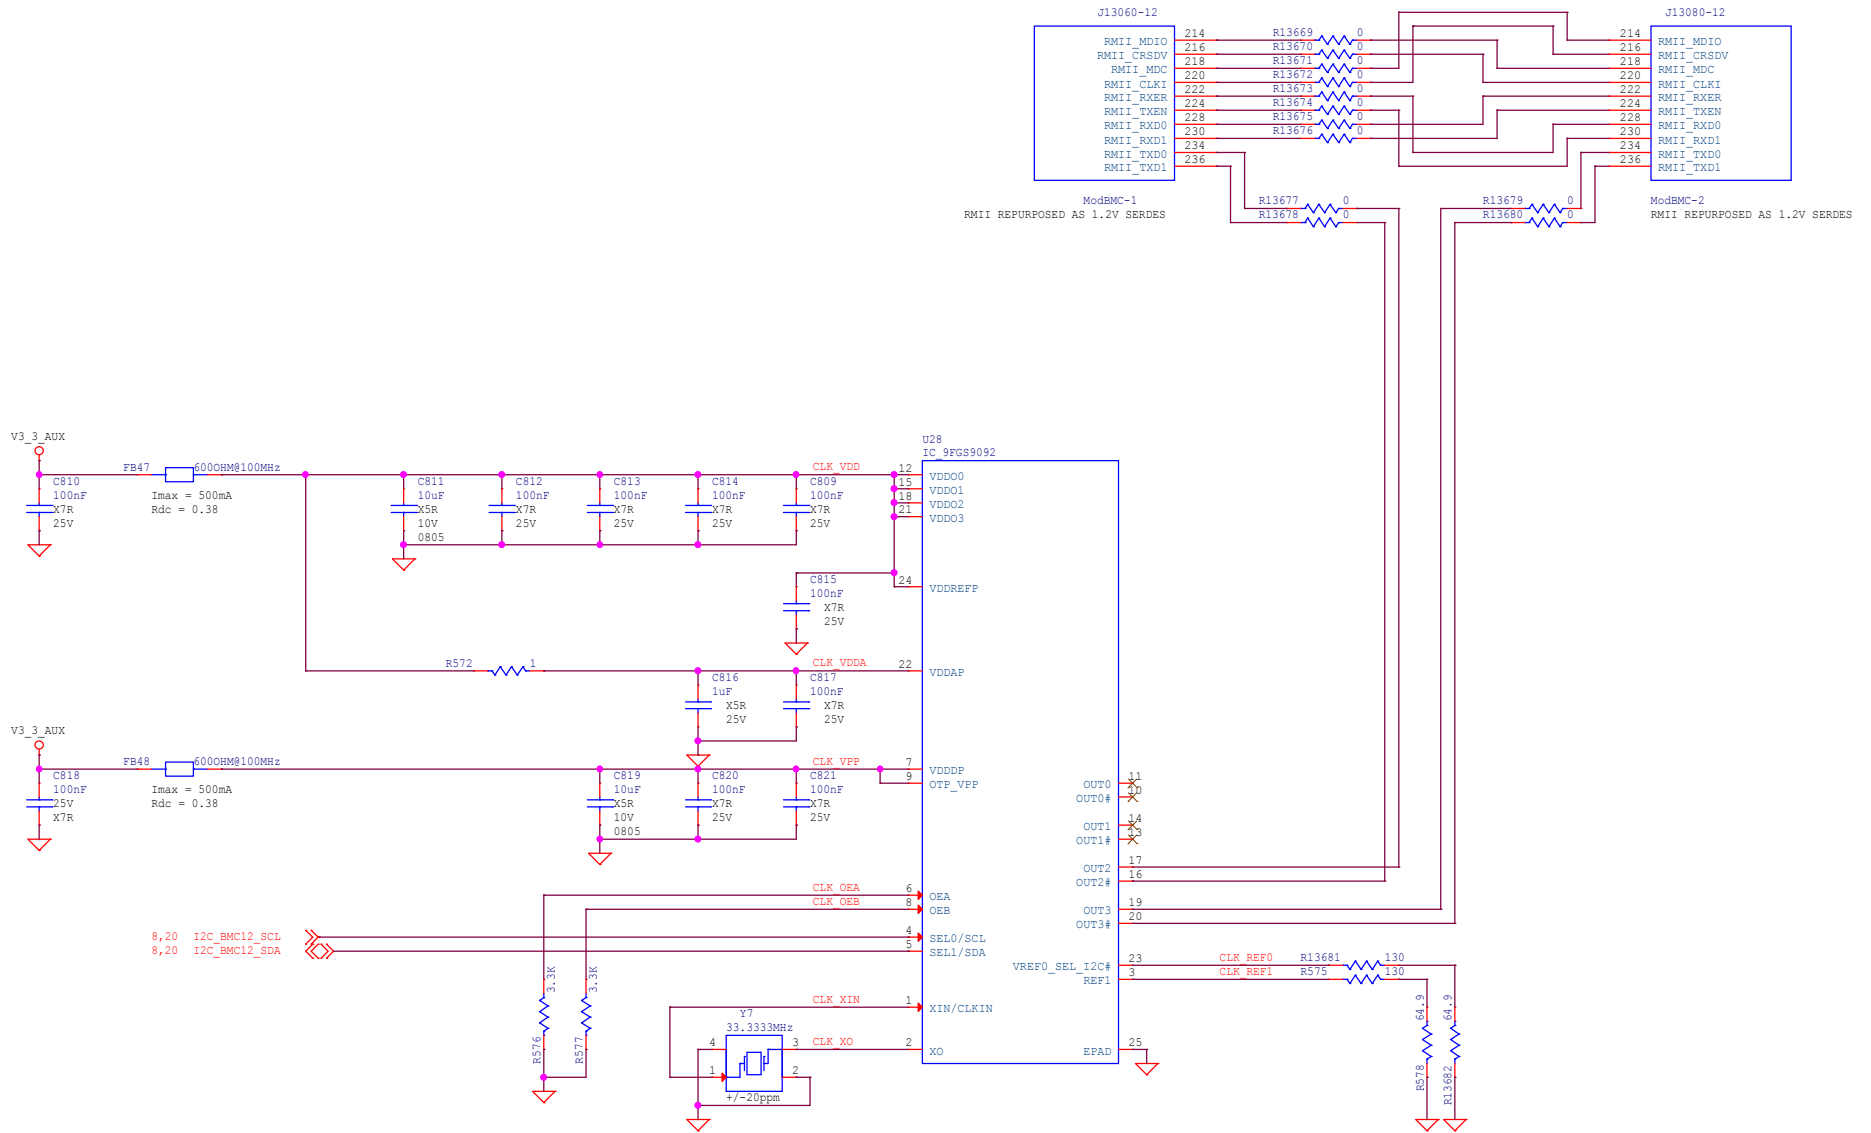 J13060-12
RMII_MDIO 214
RMII_CRSDV 216
RMII_MDC 218
RMII_CLKI 220
RMII_RXER 222
RMII_TXEN 224
RMII_RXD0 228
RMII_RXD1 230
RMII_TXD0 234
RMII_TXD1 236
ModBMC-1
RMII REPURPOSED AS 1.2V SERDES
R13669 0
R13670 0
R13671 0
R13672 0
R13673 0
R13674 0
R13675 0
R13676 0
R13677 0
R13678 0
J13080-12
214 RMII_MDIO
216 RMII_CRSDV
218 RMII_MDC
220 RMII_CLKI
222 RMII_RXER
224 RMII_TXEN
228 RMII_RXD0
230 RMII_RXD1
234 RMII_TXD0
236 RMII_TXD1
ModBMC-2
RMII REPURPOSED AS 1.2V SERDES
R13679 0
R13680 0
V3_3_AUX
C810
100nF
X7R
25V
FB47 600OHM@100MHz
Imax = 500mA
Rdc = 0.38
C811
10uF
X5R
10V
0805
C812
100nF
X7R
25V
C813
100nF
X7R
25V
C814
100nF
X7R
25V
CLK_VDD
C809
100nF
X7R
25V
C815
100nF
X7R
25V
R572 1
CLK_VDDA
C816
1uF
X5R
25V
C817
100nF
X7R
25V
V3_3_AUX
C818
100nF
25V
X7R
FB48 600OHM@100MHz
Imax = 500mA
Rdc = 0.38
C819
10uF
X5R
10V
0805
C820
100nF
X7R
25V
CLK_VPP
C821
100nF
X7R
25V
U28
IC_9FGS9092
12 VDDO0
15 VDDO1
18 VDDO2
21 VDDO3
24 VDDREFP
22 VDDAP
7 VDDDP
9 OTP_VPP
CLK_OEA 6 OEA
CLK_OEB 8 OEB
8,20 I2C_BMC12_SCL 4 SEL0/SCL
8,20 I2C_BMC12_SDA 5 SEL1/SDA
CLK_XIN 1 XIN/CLKIN
CLK_XO 2 XO
OUT0 11
OUT0# 10
OUT1 14
OUT1# 13
OUT2 17
OUT2# 16
OUT3 19
OUT3# 20
VREF0_SEL_I2C# 23 CLK_REF0 R13681 130
REF1 3 CLK_REF1 R575 130
EPAD 25
R576 3.3K
R577 3.3K
Y7
33.3333MHz
4 3
1 2
+/-20ppm
R578 64.9
R13682 64.9